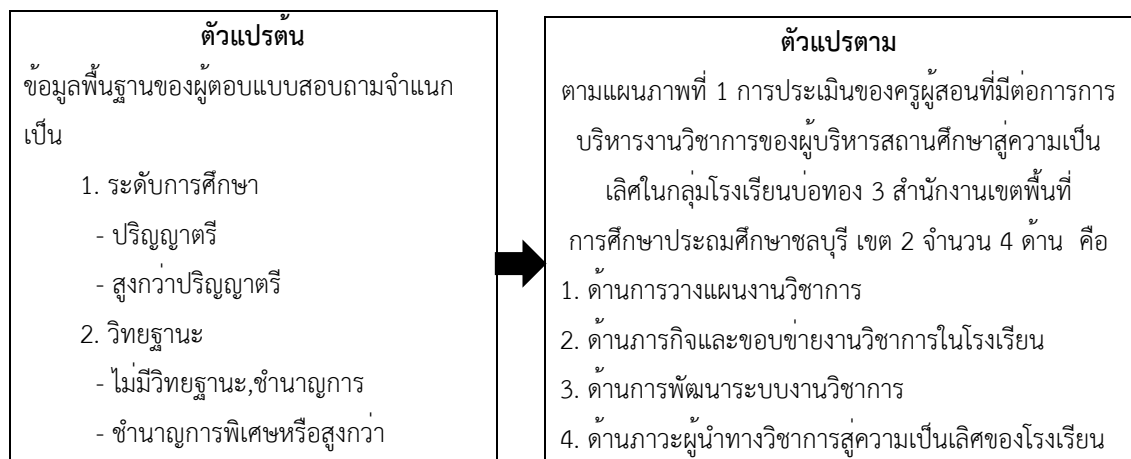 ตัวแปรต้น
ข้อมูลพื้นฐานของผู้ตอบแบบสอบถามจำแนก
เป็น
1. ระดับการศึกษา
- ปริญญาตรี
- สูงกว่าปริญญาตรี
2. วิทยฐานะ
- ไม่มีวิทยฐานะ,ชำนาญการ
- ชำนาญการพิเศษหรือสูงกว่า
ตัวแปรตาม
ตามแผนภาพที่ 1 การประเมินของครูผู้สอนที่มีต่อการการ
บริหารงานวิชาการของผู้บริหารสถานศึกษาสู่ความเป็น
เลิศในกลุ่มโรงเรียนบ่อทอง 3 สำนักงานเขตพื้นที่
การศึกษาประถมศึกษาชลบุรี เขต 2 จำนวน 4 ด้าน คือ
1. ด้านการวางแผนงานวิชาการ
2. ด้านภารกิจและขอบข่ายงานวิชาการในโรงเรียน
3. ด้านการพัฒนาระบบงานวิชาการ
4. ด้านภาวะผู้นำทางวิชาการสู่ความเป็นเลิศของโรงเรียน